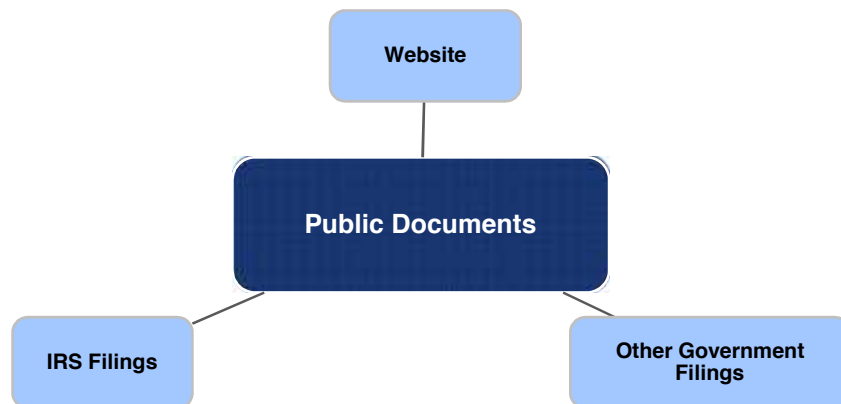 Website
Public Documents
IRS Filings
Other Government
Filings